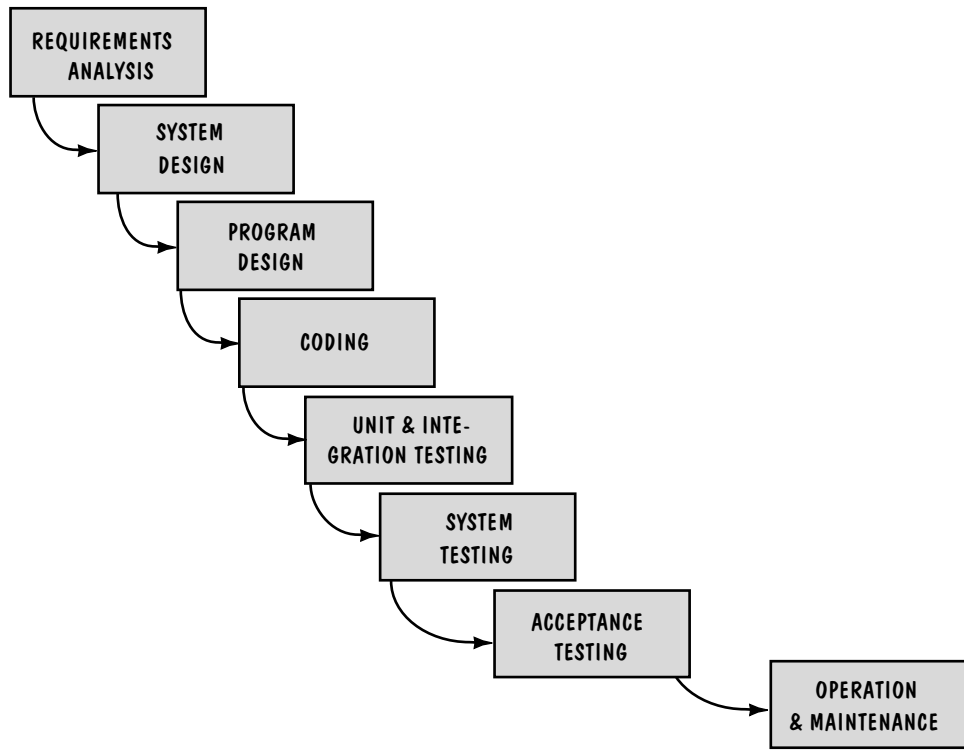 REQUIREMENTS
ANALYSIS
SYSTEM
DESIGN
PROGRAM
DESIGN
CODING
UNIT & INTE-
GRATION TESTING
SYSTEM
TESTING
ACCEPTANCE
TESTING
OPERATION
& MAINTENANCE